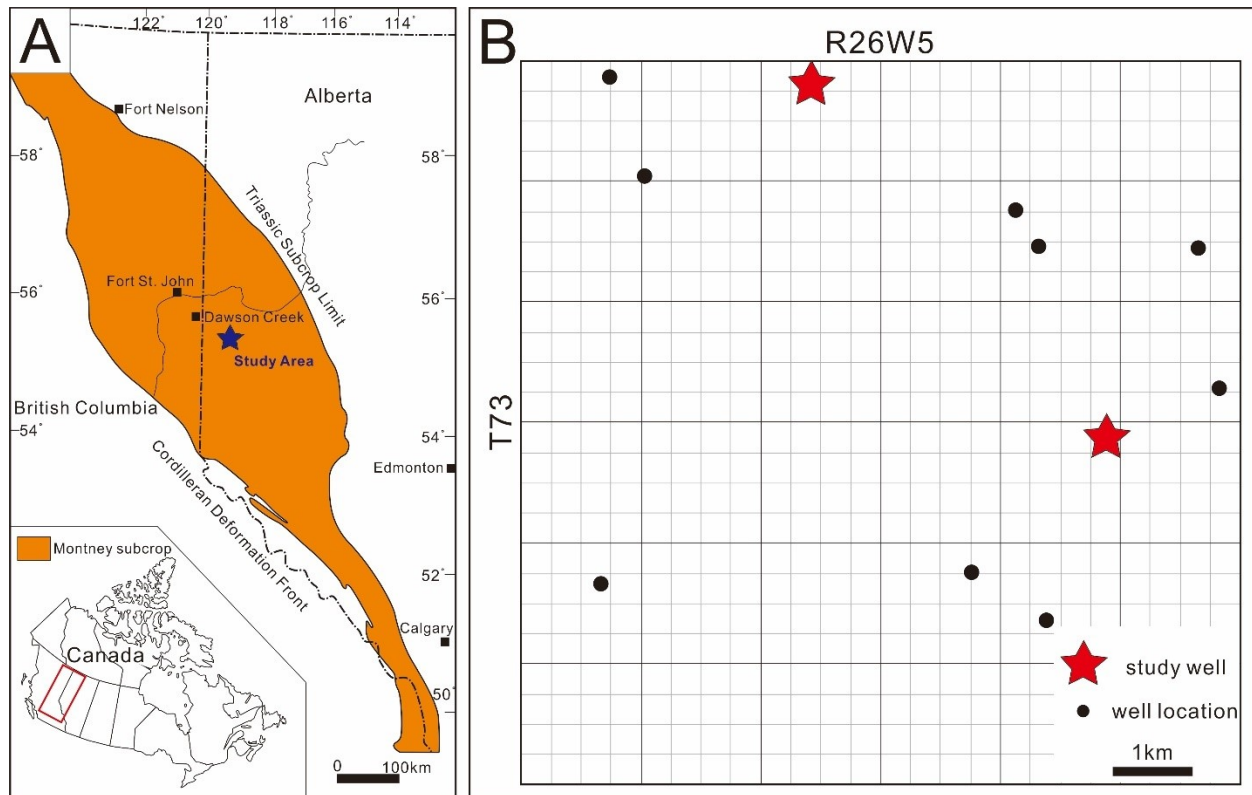 A
122° 120° 118° 116° 114°
Alberta
Fort Nelson
58°
58°
Triassic Subcrop Limit
Fort St. John
56°
56°
Dawson Creek
Study Area
British Columbia
54°
54°
Edmonton
Cordilleran Deformation Front
Montney subcrop
52°
Calgary
Canada
50°
0 100km
B
R26W5
T73
study well
well location
1km